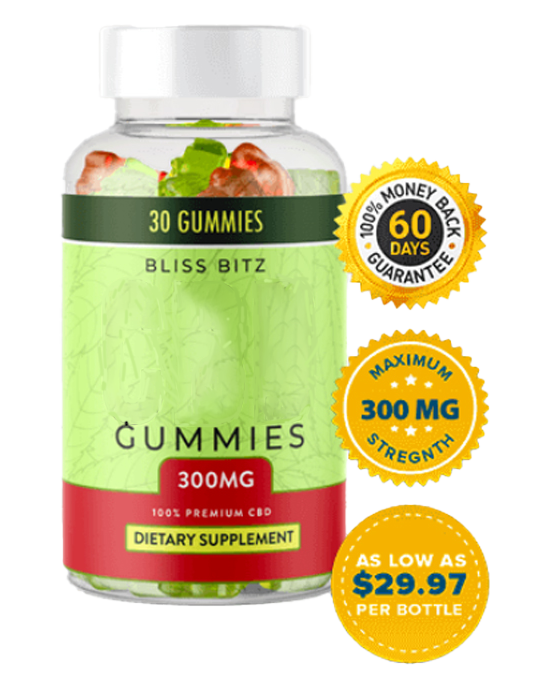 30 GUMMIES
BLISS BITZ
GUMMIES
300MG
100% PREMIUM CBD
DIETARY SUPPLEMENT
100% MONEY BACK
60
DAYS
GUARANTEE
MAXIMUM
300 MG
STREGNTH
AS LOW AS
$29.97
PER BOTTLE